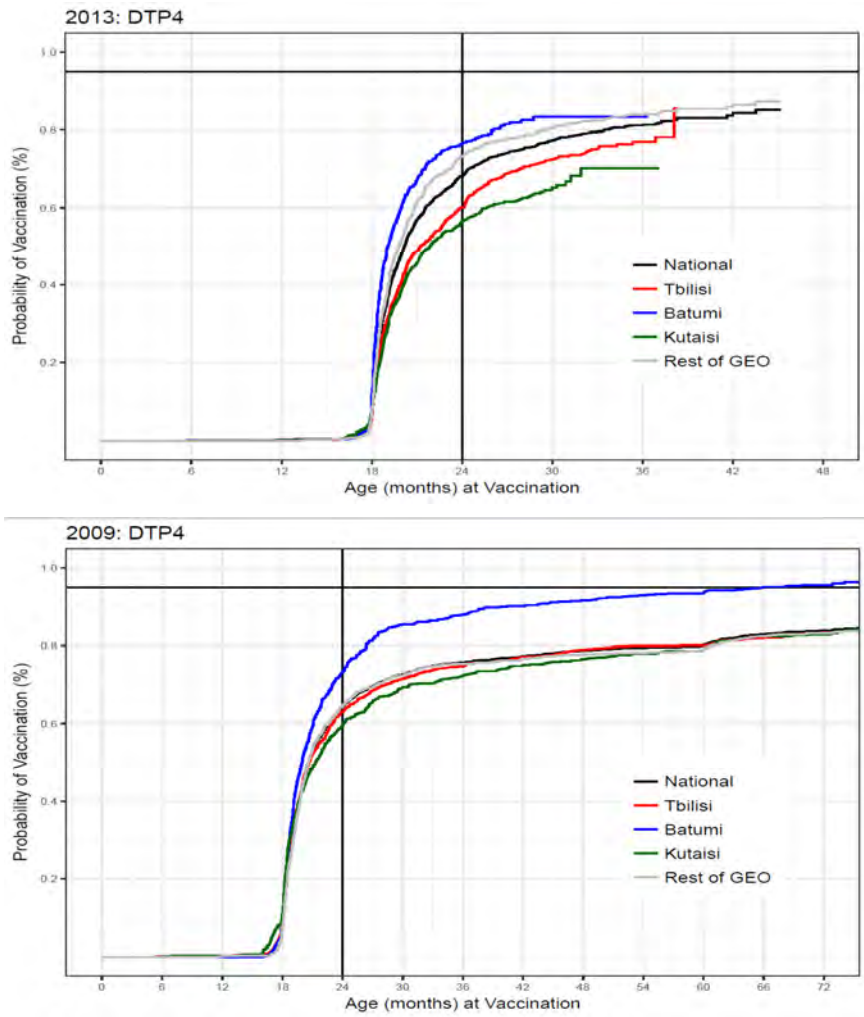 2013: DTP4
1.0
0.8
0.6
0.4
0.2
Probability of Vaccination (%)
National
Tbilisi
Batumi
Kutaisi
Rest of GEO
0 6 12 18 24 30 36 42 48
Age (months) at Vaccination
2009: DTP4
1.0
0.8
0.6
0.4
0.2
Probability of Vaccination (%)
National
Tbilisi
Batumi
Kutaisi
Rest of GEO
0 6 12 18 24 30 36 42 48 54 60 66 72
Age (months) at Vaccination